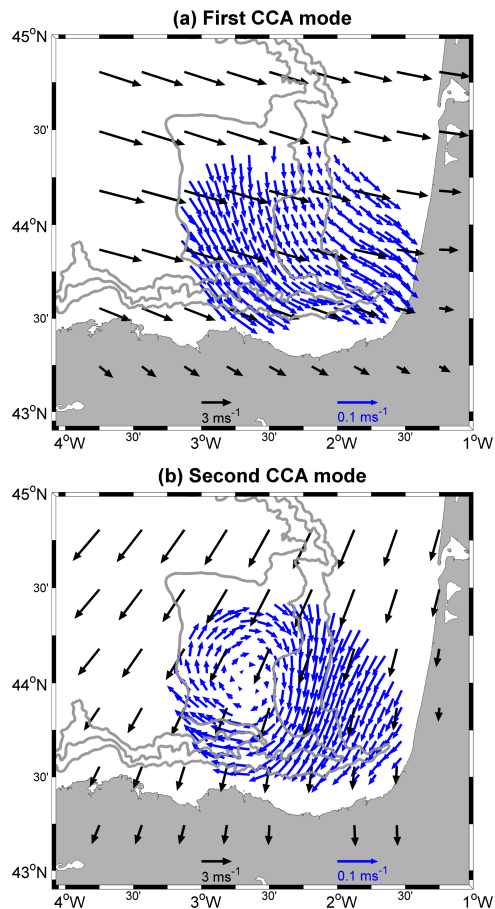 (a) First CCA mode
45°N
30'
44°N
30'
43°N
3 ms⁻¹
0.1 ms⁻¹
4°W
30'
3°W
30'
2°W
30'
1°W
(b) Second CCA mode
45°N
30'
44°N
30'
43°N
3 ms⁻¹
0.1 ms⁻¹
4°W
30'
3°W
30'
2°W
30'
1°W